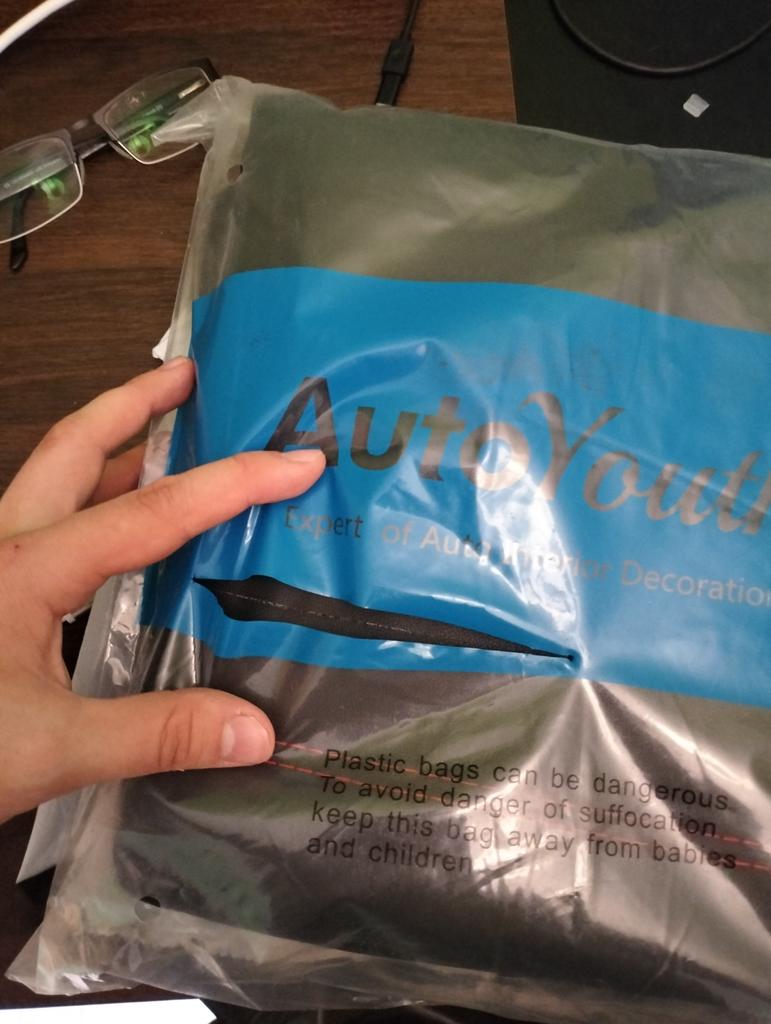 AutoYouth
Expert of Auto Interior Decoration
Plastic bags can be dangerous
To avoid danger of suffocation
keep this bag away from babies
and children